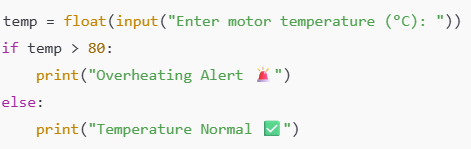 temp = float(input("Enter motor temperature (°C): "))
if temp > 80:
    print("Overheating Alert 🚨")
else:
    print("Temperature Normal ✅")